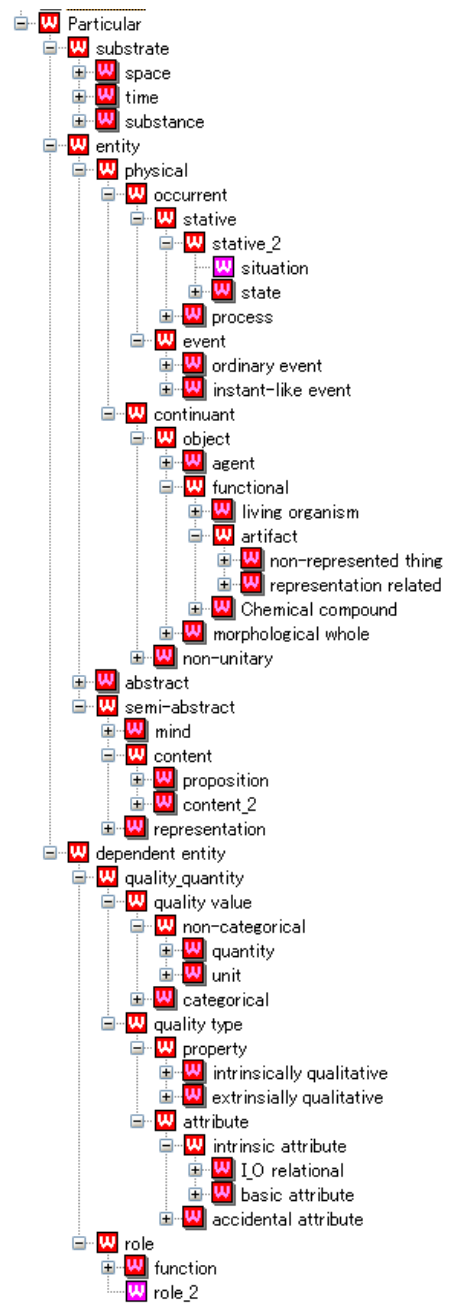 Particular
substrate
space
time
substance
entity
physical
occurrent
stative
stative_2
situation
state
process
event
ordinary event
instant-like event
continuant
object
agent
functional
living organism
artifact
non-represented thing
representation related
Chemical compound
morphological whole
non-unitary
abstract
semi-abstract
mind
content
proposition
content_2
representation
dependent entity
quality_quantity
quality value
non-categorical
quantity
unit
categorical
quality type
property
intrinsically qualitative
extrinsially qualitative
attribute
intrinsic attribute
I_O relational
basic attribute
accidental attribute
role
function
role_2